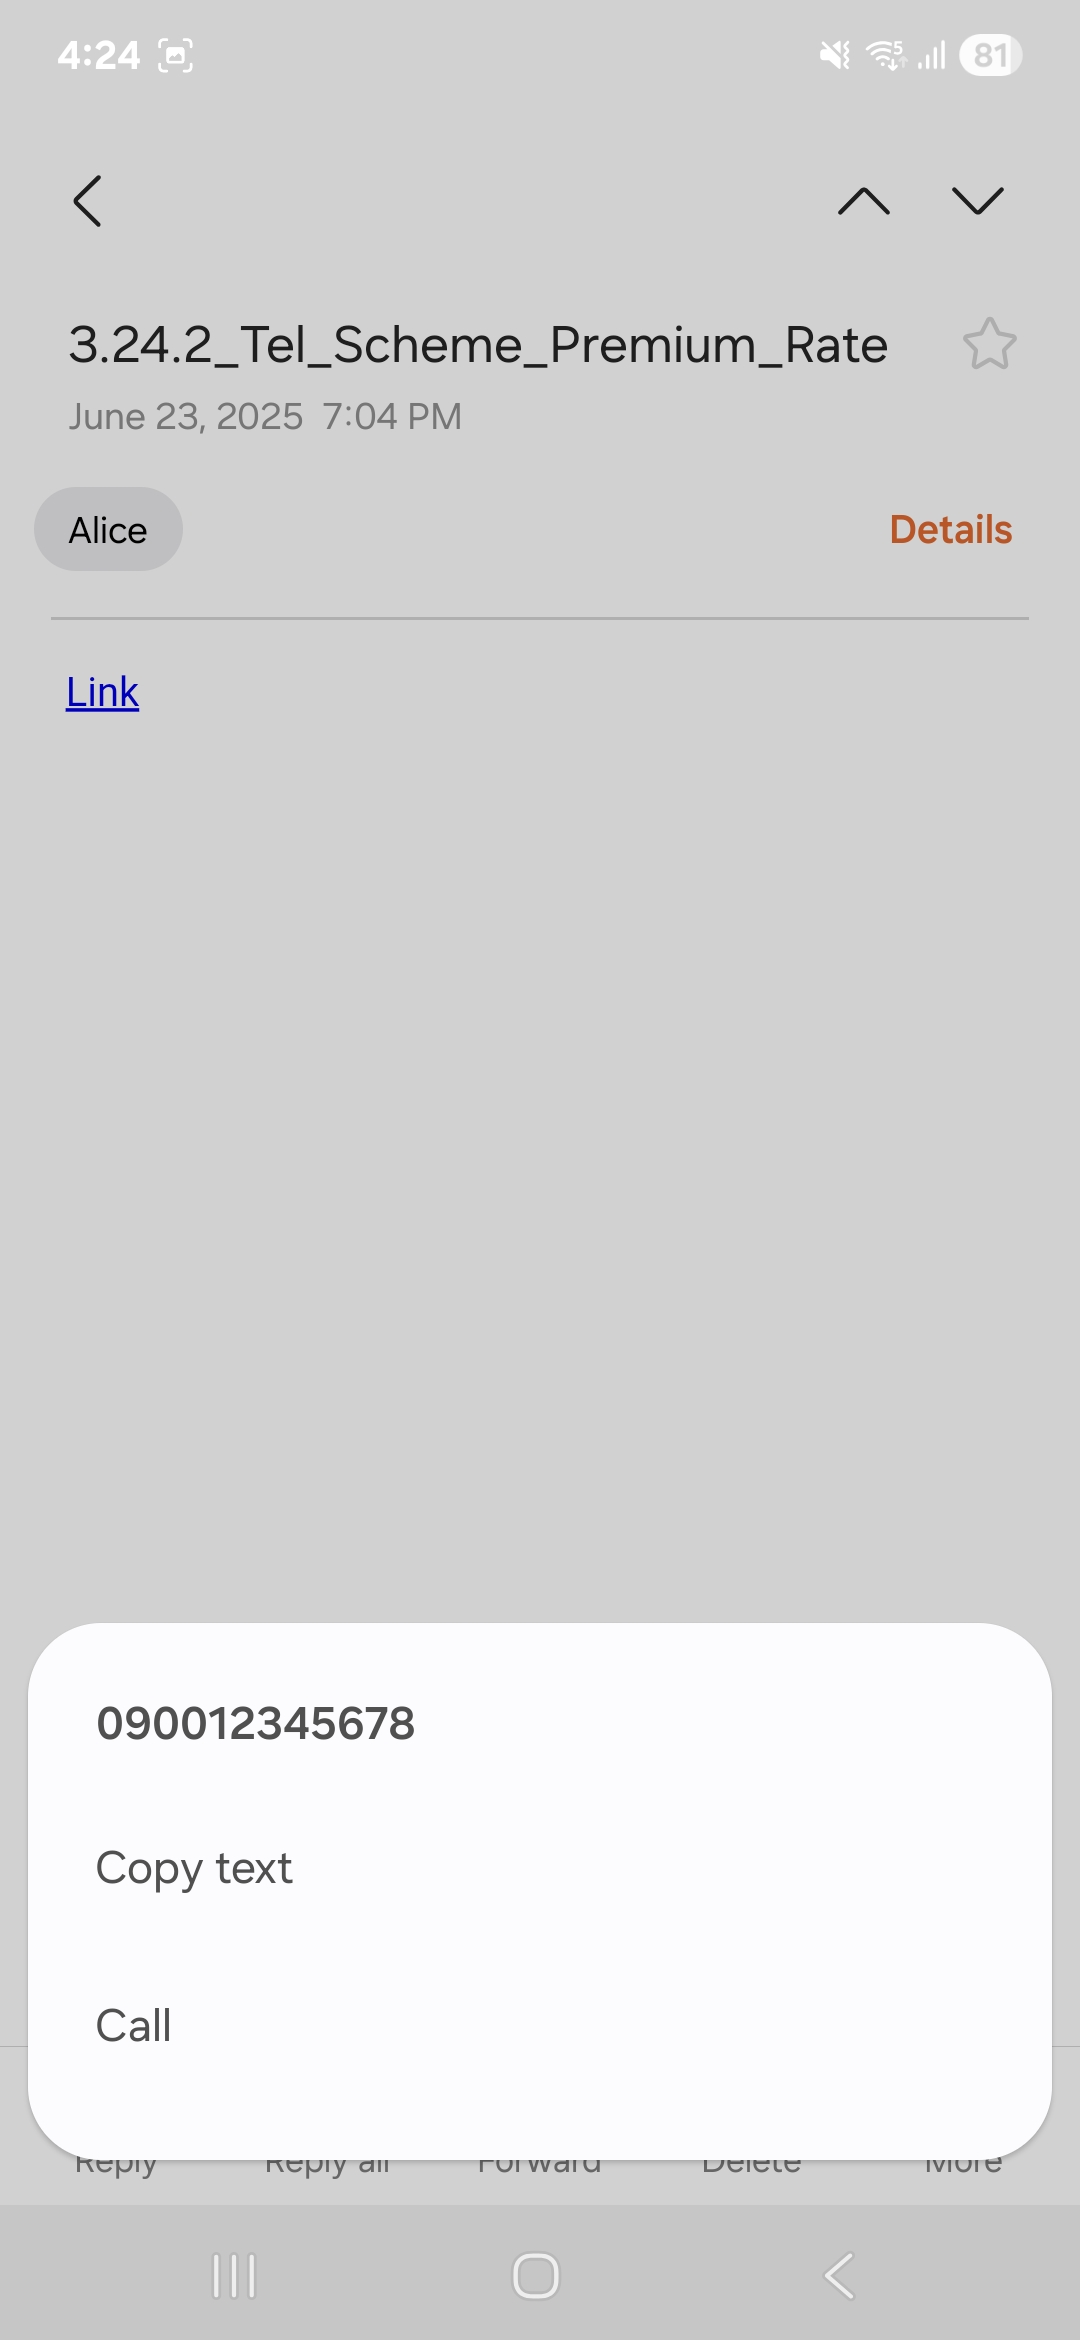 4:24
5
81
3.24.2_Tel_Scheme_Premium_Rate
June 23, 2025 7:04 PM
Alice
Details
Link
090012345678
Copy text
Call
Reply
Reply all
Forward
Delete
More